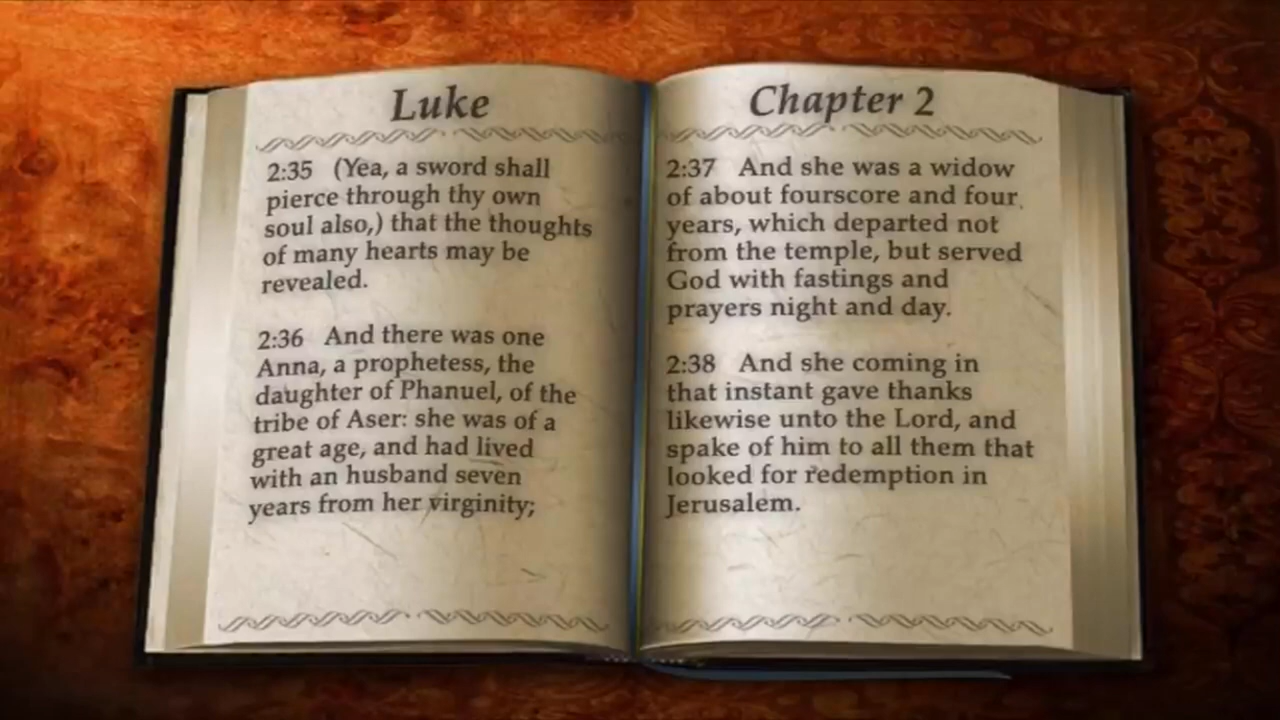 Luke
2:35 (Yea, a sword shall
pierce through thy own
soul also,) that the thoughts
of many hearts may be
revealed.
2:36 And there was one
Anna, a prophetess, the
daughter of Phanuel, of the
tribe of Aser: she was of a
great age, and had lived
with an husband seven
years from her virginity;
Chapter 2
2:37 And she was a widow
of about fourscore and four
years, which departed not
from the temple, but served
God with fastings and
prayers night and day.
2:38 And she coming in
that instant gave thanks
likewise unto the Lord, and
spake of him to all them that
looked for redemption in
Jerusalem.